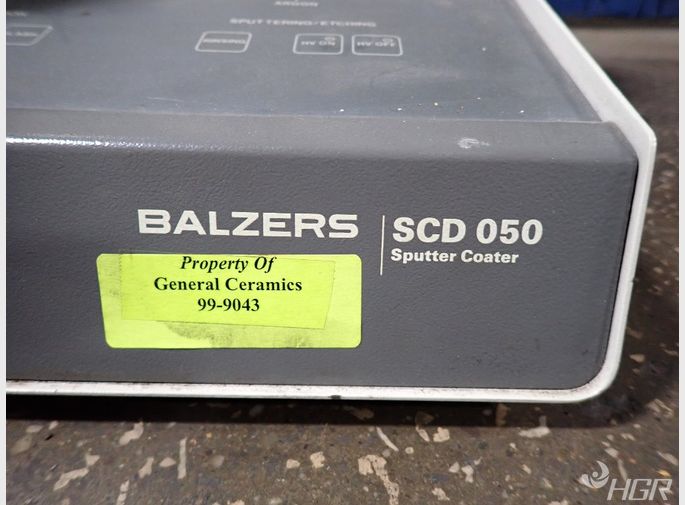 ARGON
SPUTTERING/ETCHING
RINSING
HV ON
HV OFF
BALZERS
SCD 050
Sputter Coater
Property Of
General Ceramics
99-9043
HGR